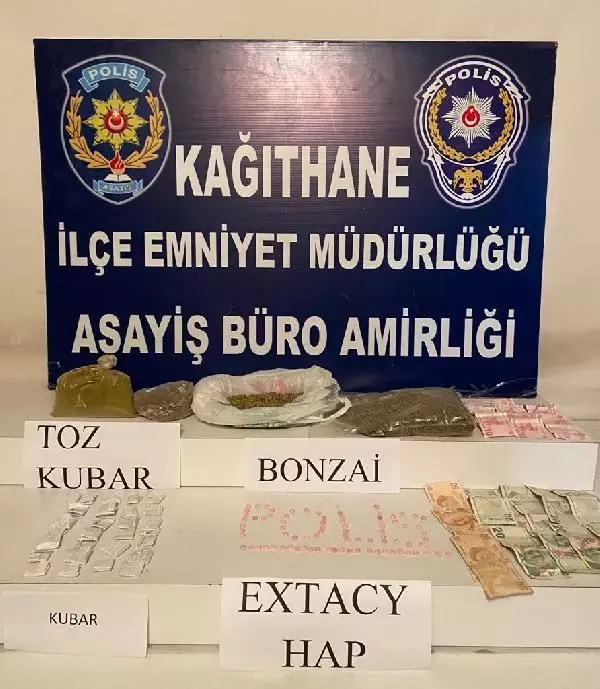 POLİS
ASAYİŞ
POLİS
KAĞITHANE
İLÇE EMNİYET MÜDÜRLÜĞÜ
ASAYİŞ BÜRO AMİRLİĞİ
TOZ
KUBAR
BONZAİ
POLİS
20
KUBAR
EXTACY
HAP